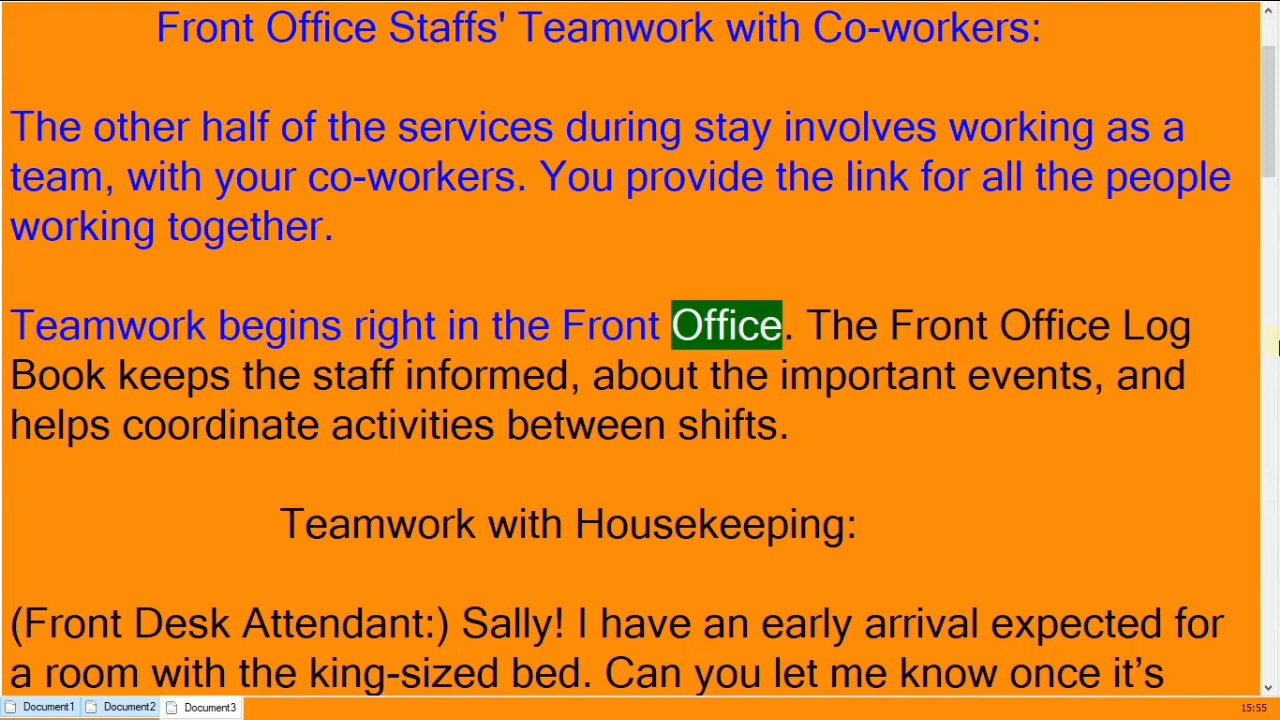 Front Office Staffs' Teamwork with Co-workers:
The other half of the services during stay involves working as a
team, with your co-workers. You provide the link for all the people
working together.
Teamwork begins right in the Front Office. The Front Office Log
Book keeps the staff informed, about the important events, and
helps coordinate activities between shifts.
Teamwork with Housekeeping:
(Front Desk Attendant:) Sally! I have an early arrival expected for
a room with the king-sized bed. Can you let me know once it’s
Document1 Document2 Document3 15:55